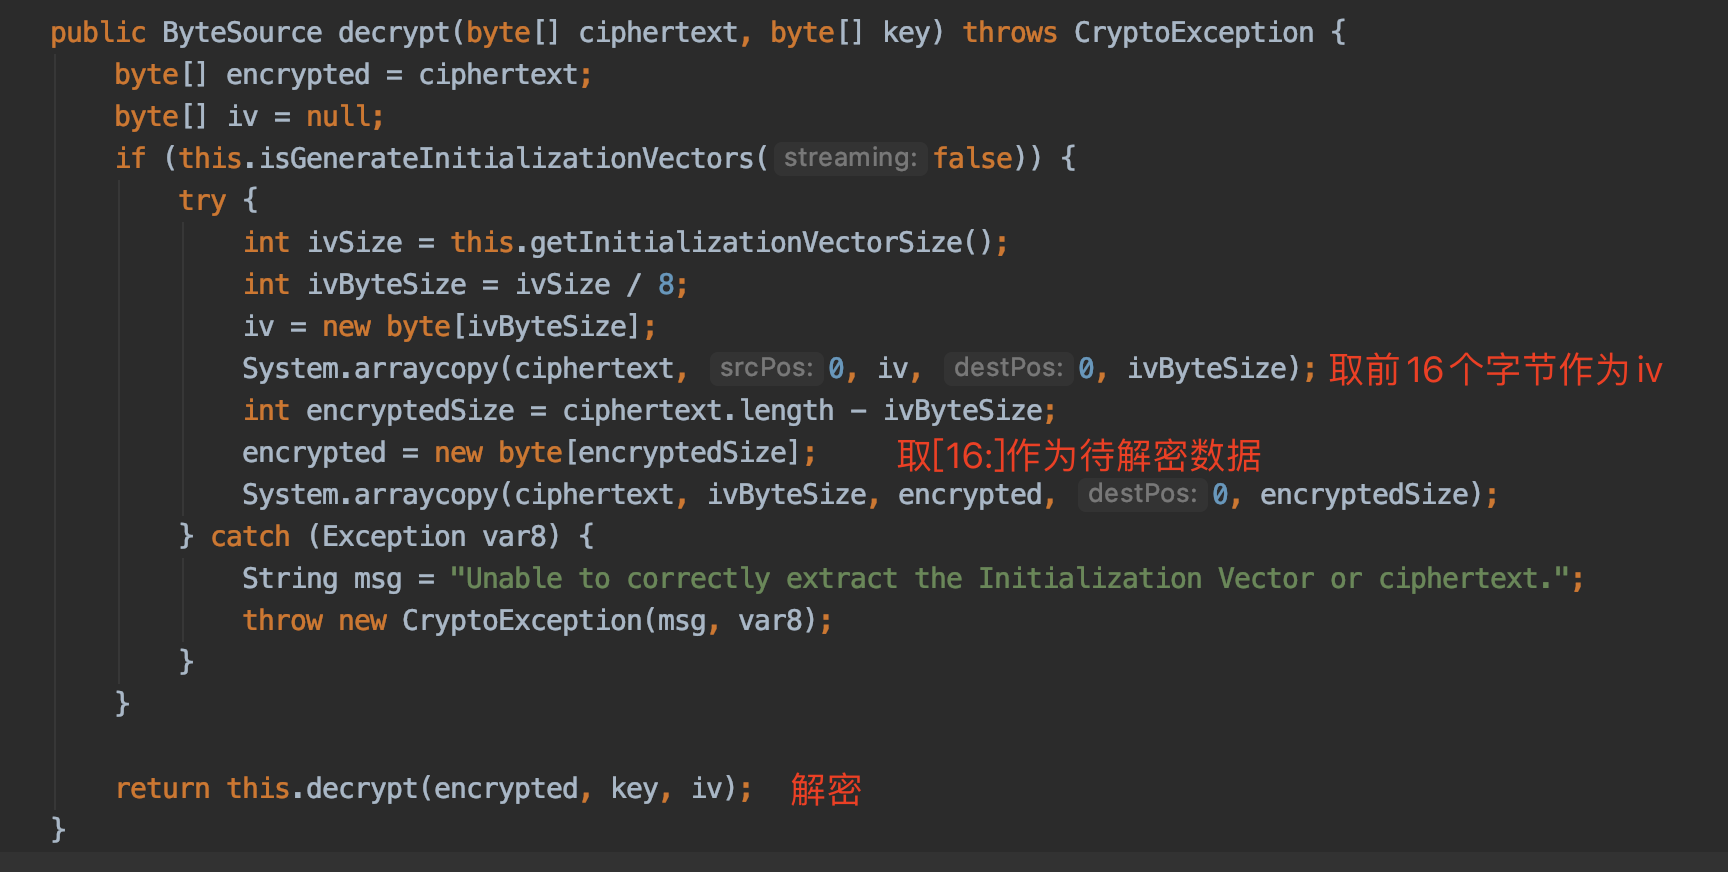 public ByteSource decrypt(byte[] ciphertext, byte[] key) throws CryptoException {
byte[] encrypted = ciphertext;
byte[] iv = null;
if (this.isGenerateInitializationVectors( streaming: false)) {
try {
int ivSize = this.getInitializationVectorSize();
int ivByteSize = ivSize / 8;
iv = new byte[ivByteSize];
System.arraycopy(ciphertext, srcPos: 0, iv, destPos: 0, ivByteSize); 取前16个字节作为iv
int encryptedSize = ciphertext.length - ivByteSize;
encrypted = new byte[encryptedSize]; 取[16:]作为待解密数据
System.arraycopy(ciphertext, ivByteSize, encrypted, destPos: 0, encryptedSize);
} catch (Exception var8) {
String msg = "Unable to correctly extract the Initialization Vector or ciphertext.";
throw new CryptoException(msg, var8);
}
}
return this.decrypt(encrypted, key, iv); 解密
}